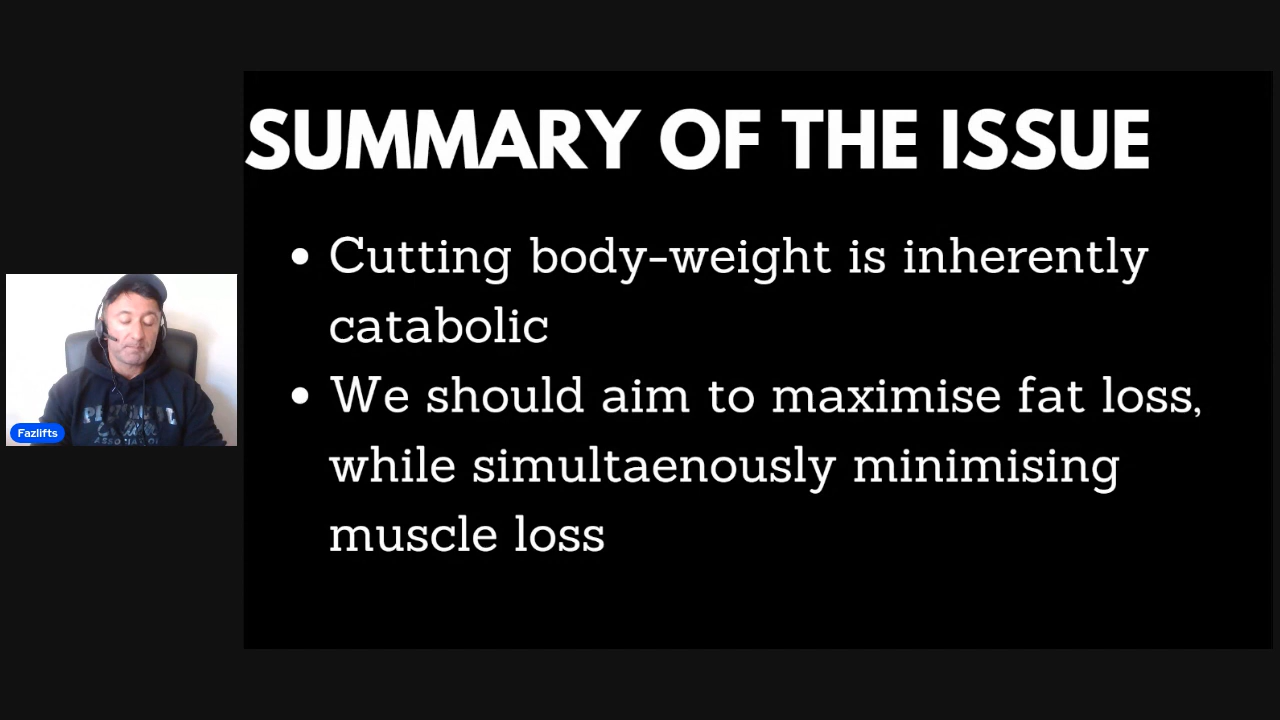 SUMMARY OF THE ISSUE
• Cutting body-weight is inherently
catabolic
• We should aim to maximise fat loss,
while simultaenously minimising
muscle loss
Fazlifts